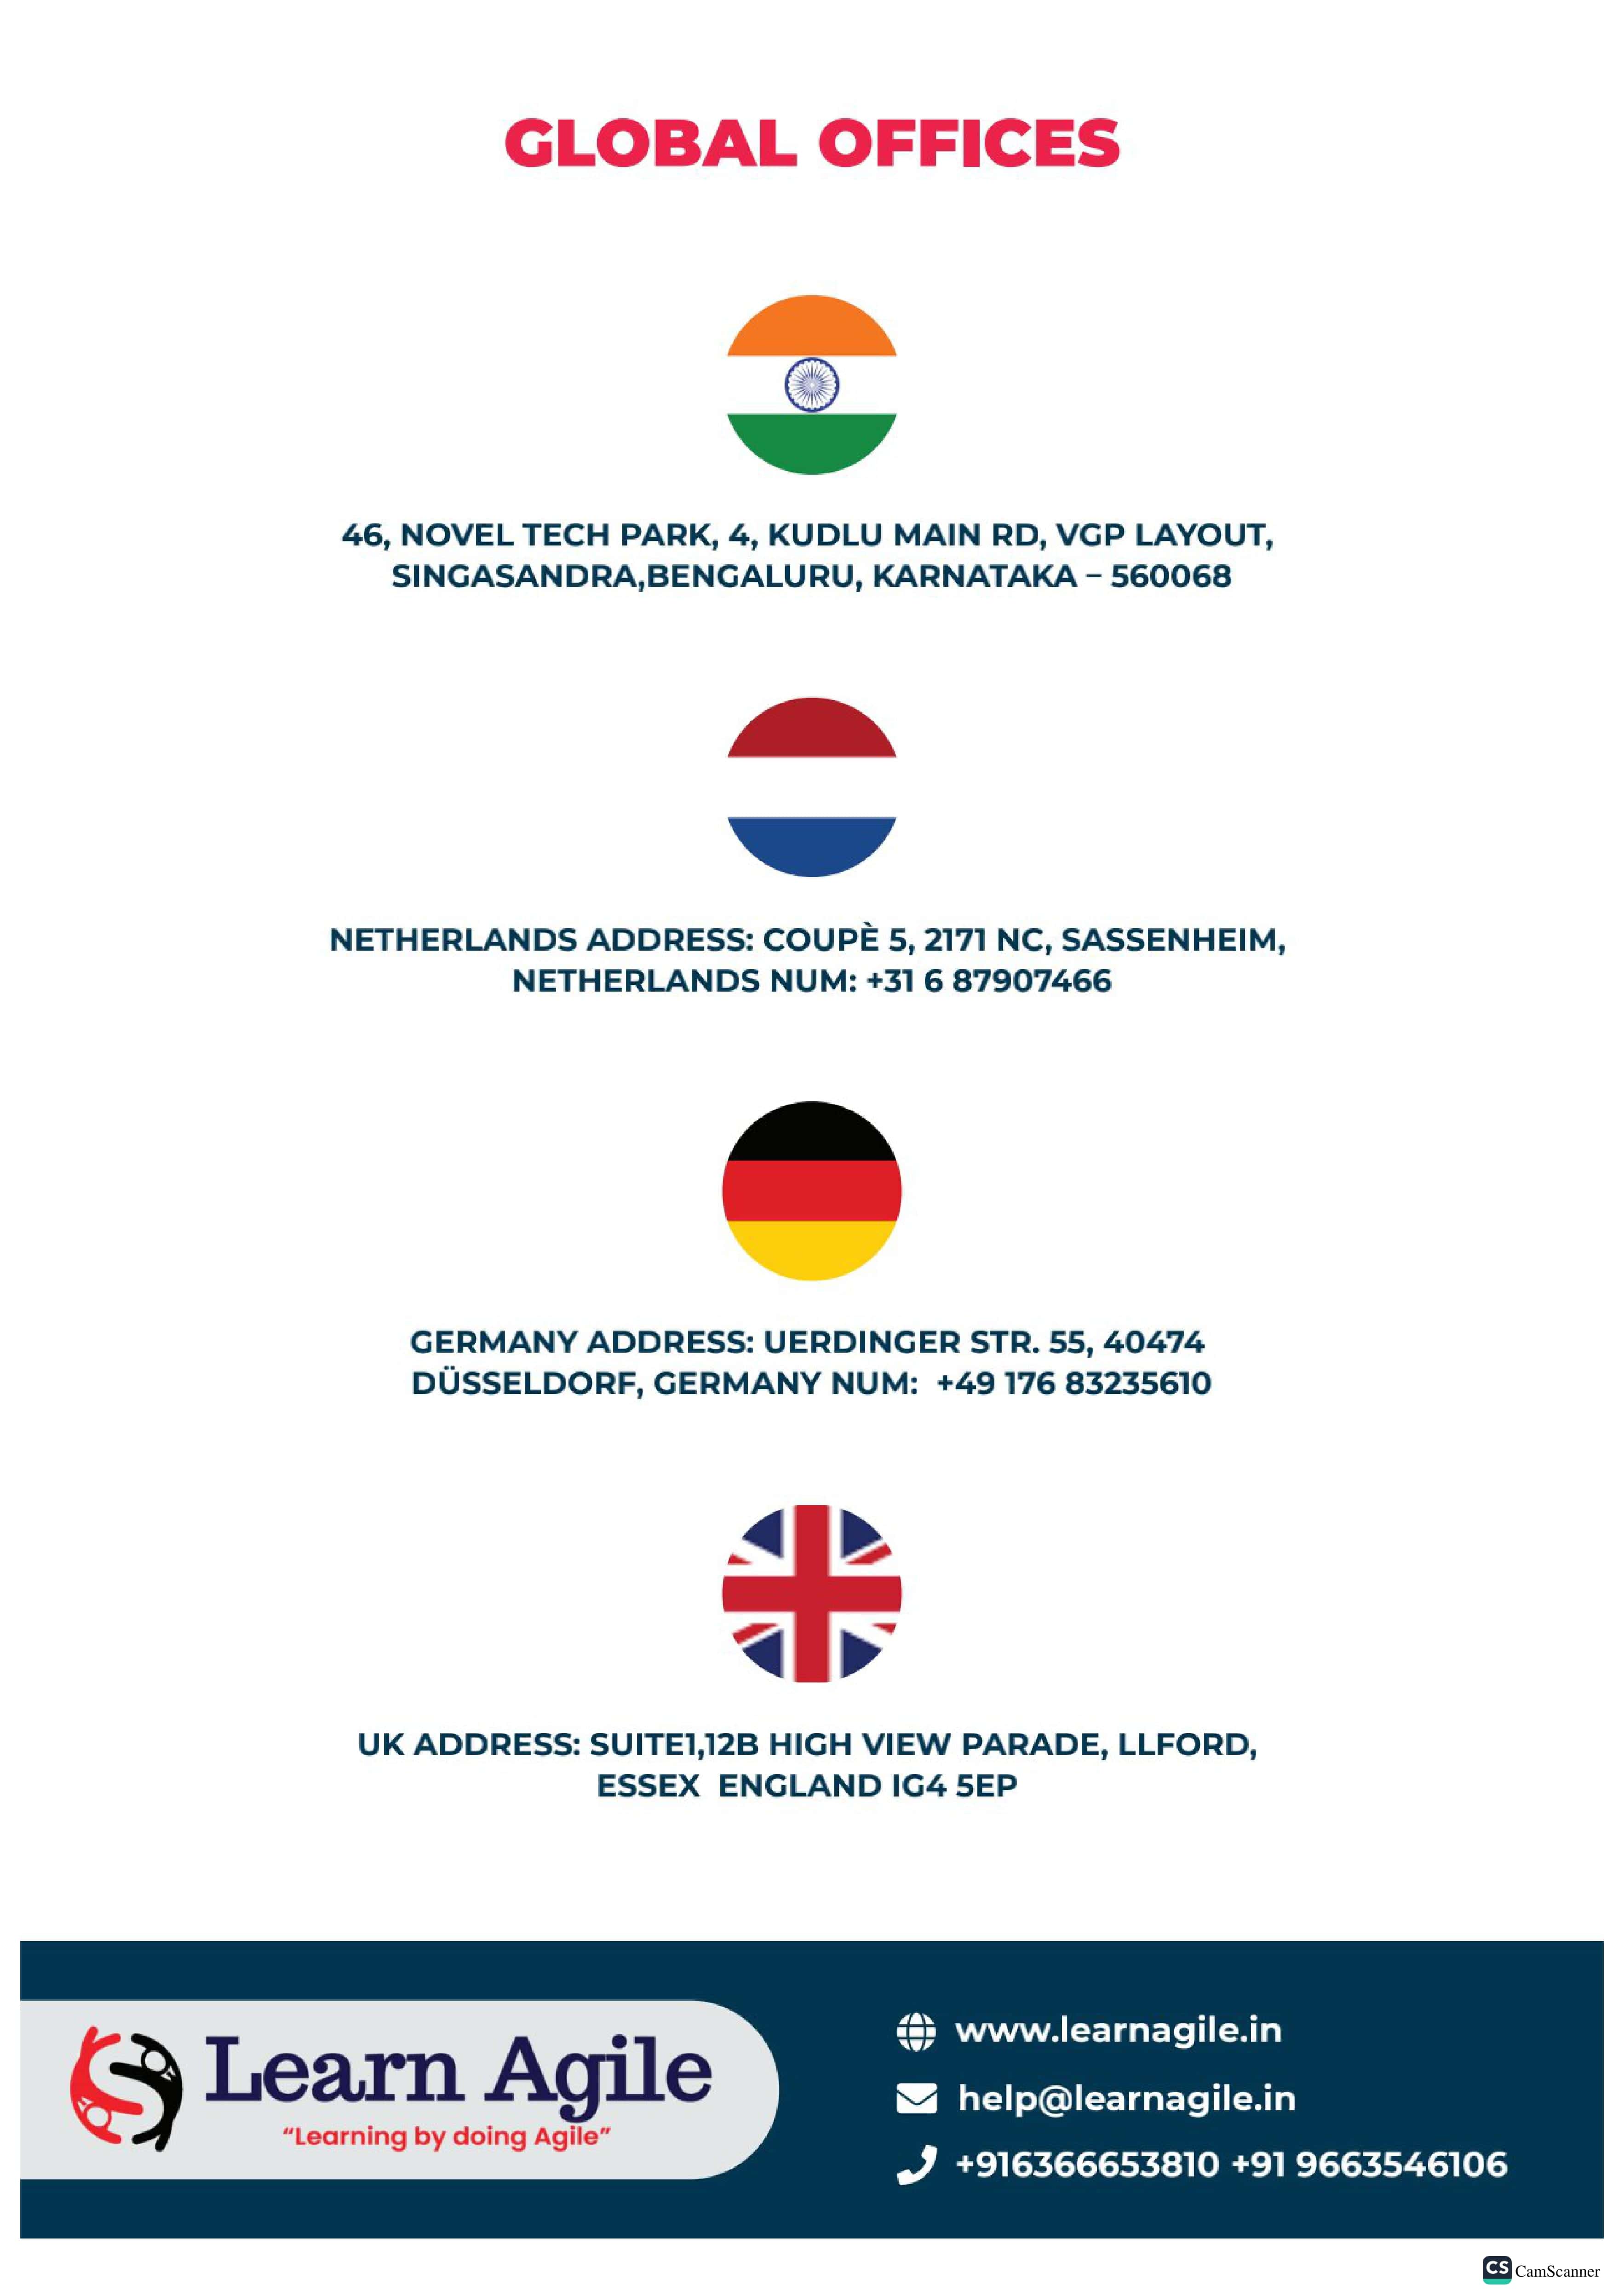 GLOBAL OFFICES
46, NOVEL TECH PARK, 4, KUDLU MAIN RD, VGP LAYOUT,
SINGASANDRA,BENGALURU, KARNATAKA – 560068
NETHERLANDS ADDRESS: COUPÈ 5, 2171 NC, SASSENHEIM,
NETHERLANDS NUM: +31 6 87907466
GERMANY ADDRESS: UERDINGER STR. 55, 40474
DÜSSELDORF, GERMANY NUM:  +49 176 83235610
UK ADDRESS: SUITE1,12B HIGH VIEW PARADE, LLFORD,
ESSEX  ENGLAND IG4 5EP
Learn Agile
“Learning by doing Agile”
www.learnagile.in
help@learnagile.in
+916366653810 +91 9663546106
CS CamScanner